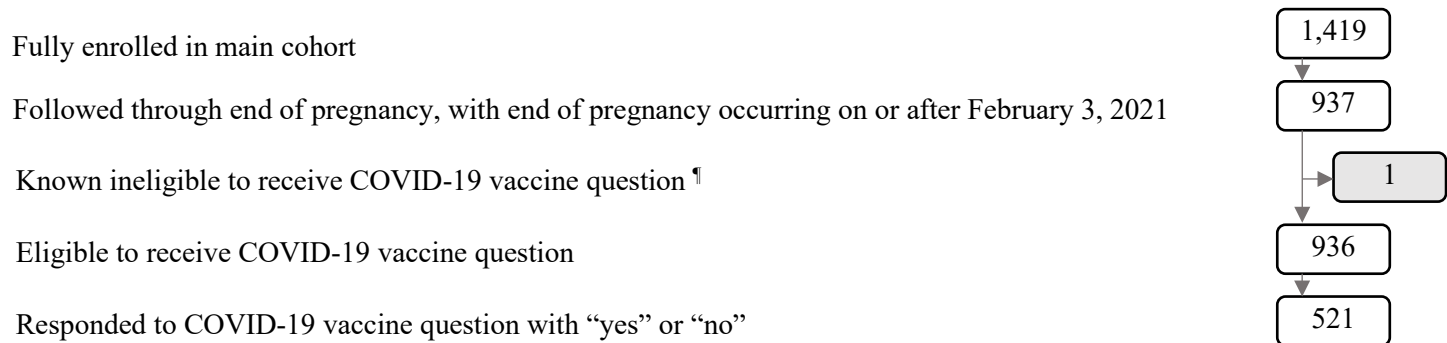 Fully enrolled in main cohort 1,419
Followed through end of pregnancy, with end of pregnancy occurring on or after February 3, 2021 937
Known ineligible to receive COVID-19 vaccine question ¶ 1
Eligible to receive COVID-19 vaccine question 936
Responded to COVID-19 vaccine question with “yes” or “no” 521